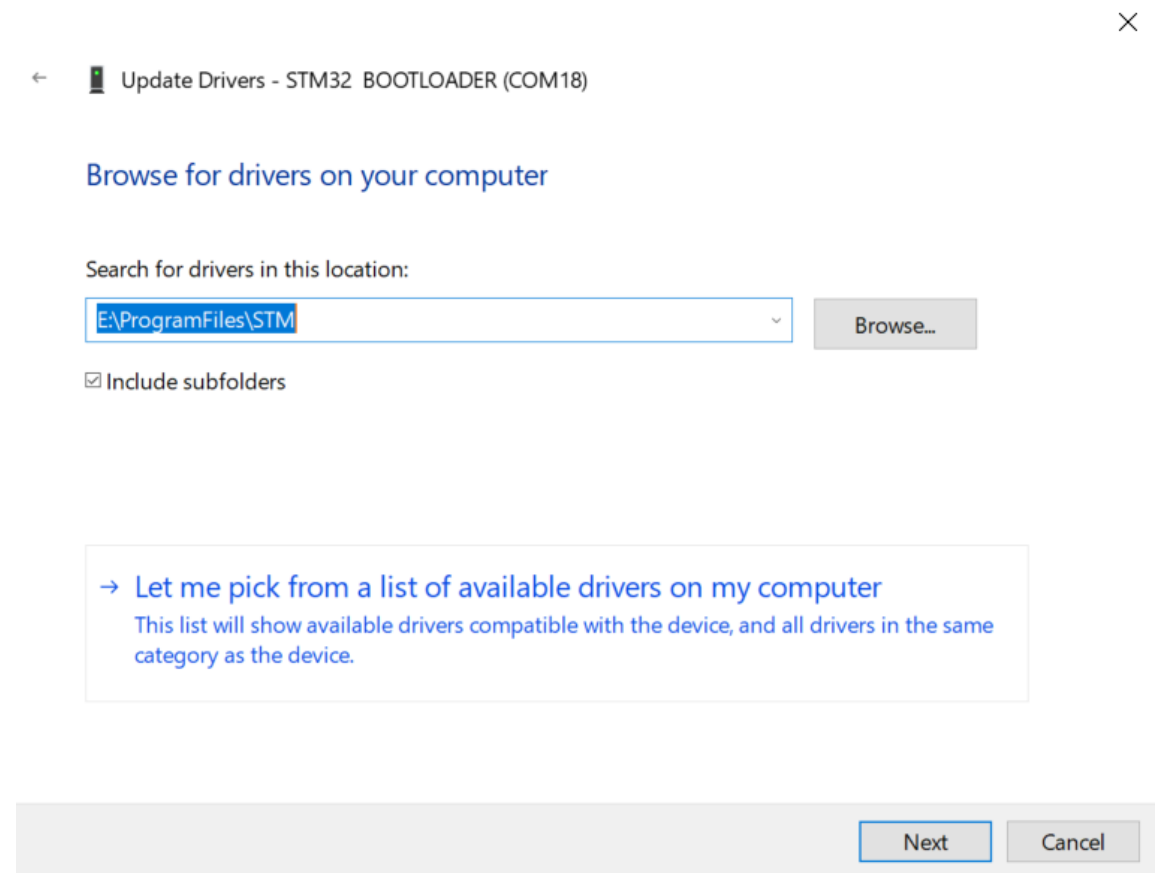 Update Drivers - STM32  BOOTLOADER (COM18)
Browse for drivers on your computer
Search for drivers in this location:
E:\ProgramFiles\STM
Browse...
Include subfolders
Let me pick from a list of available drivers on my computer
This list will show available drivers compatible with the device, and all drivers in the same
category as the device.
Next
Cancel